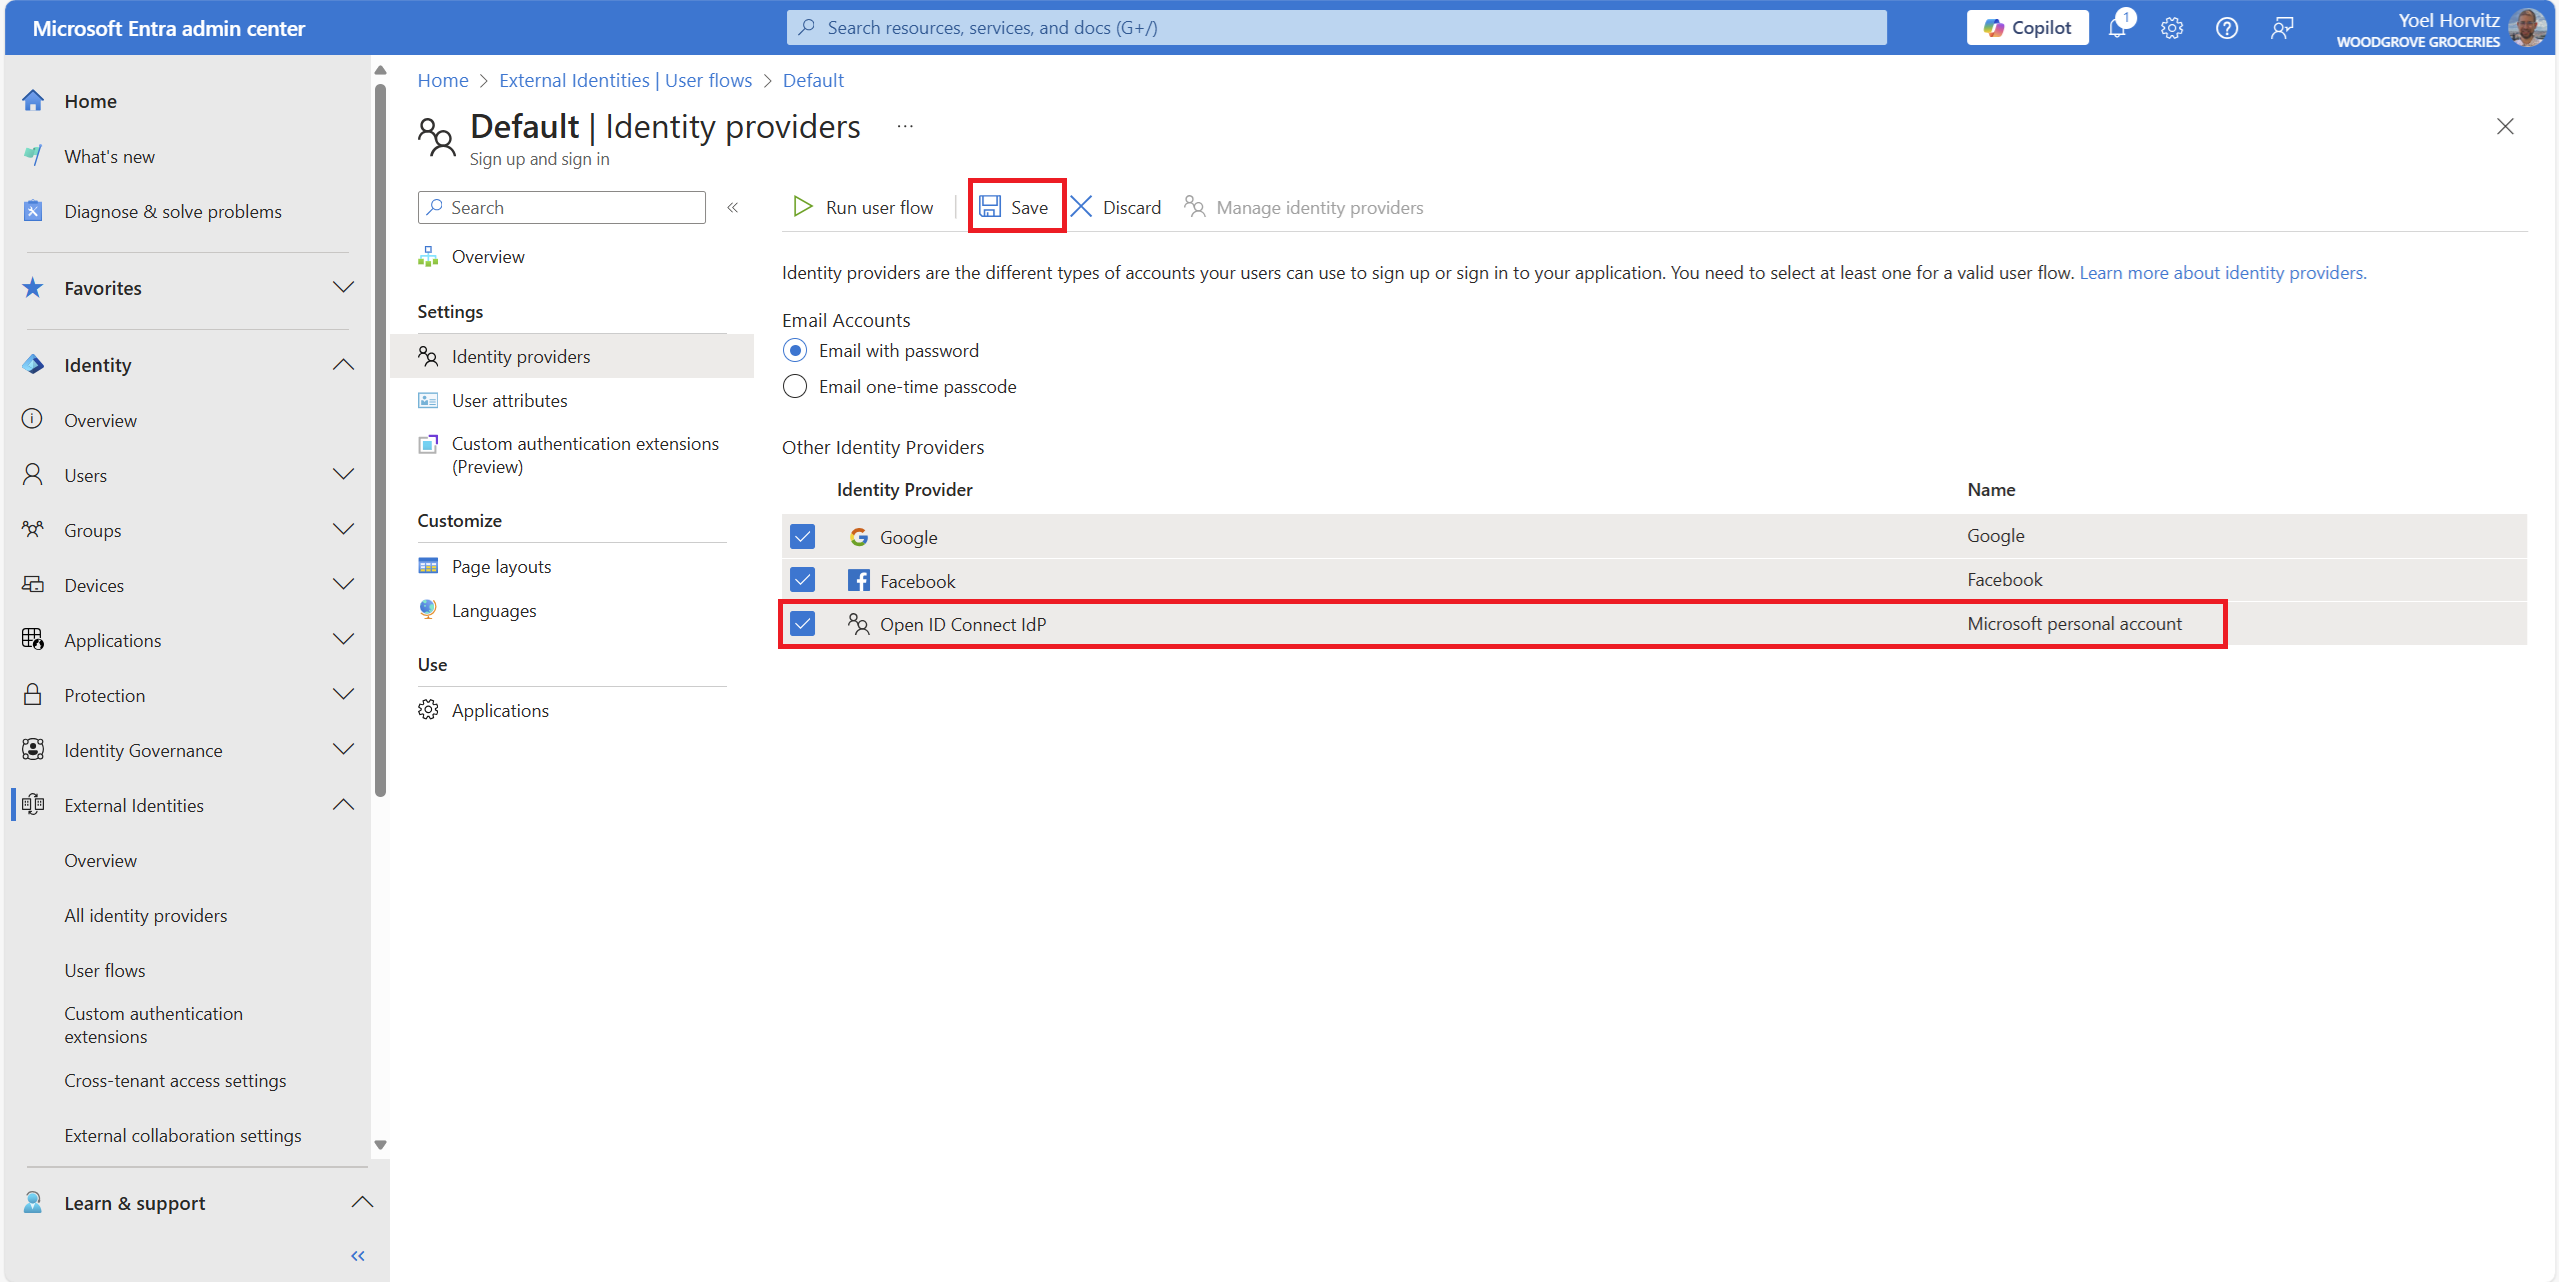 Microsoft Entra admin center
Search resources, services, and docs (G+/)
Copilot
1
Yoel Horvitz
WOODGROVE GROCERIES
Home
What's new
Diagnose & solve problems
Favorites
Identity
Overview
Users
Groups
Devices
Applications
Protection
Identity Governance
External Identities
Overview
All identity providers
User flows
Custom authentication
extensions
Cross-tenant access settings
External collaboration settings
Learn & support
Home > External Identities | User flows > Default
Default | Identity providers ...
Sign up and sign in
Search
Overview
Settings
Identity providers
User attributes
Custom authentication extensions
(Preview)
Customize
Page layouts
Languages
Use
Applications
Run user flow | Save Discard Manage identity providers
Identity providers are the different types of accounts your users can use to sign up or sign in to your application. You need to select at least one for a valid user flow. Learn more about identity providers.
Email Accounts
Email with password
Email one-time passcode
Other Identity Providers
Identity Provider Name
Google Google
Facebook Facebook
Open ID Connect IdP Microsoft personal account